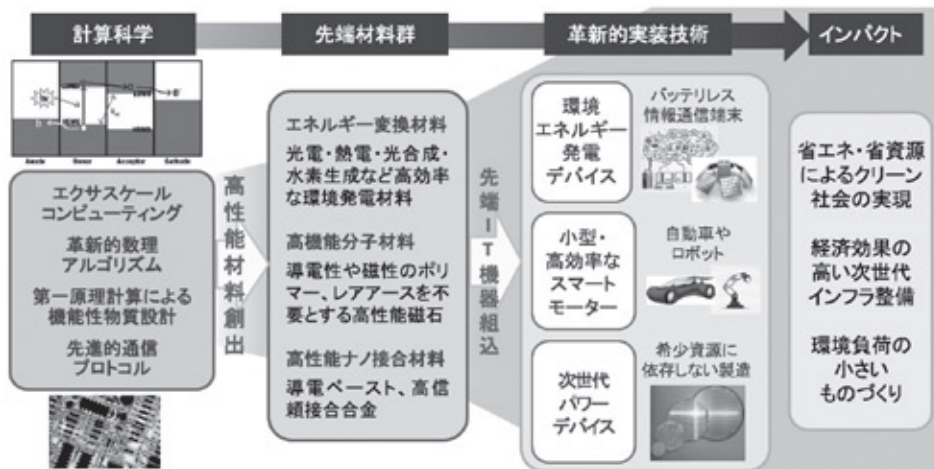 計算科学
先端材料群
革新的実装技術
インパクト
Anode
Donor
Acceptor
Cathode
エクサスケール
コンピューティング
革新的数理
アルゴリズム
第一原理計算による
機能性物質設計
先進的通信
プロトコル
高性能材料創出
エネルギー変換材料
光電・熱電・光合成・
水素生成など高効率
な環境発電材料
高機能分子材料
導電性や磁性のポリ
マー、レアアースを不
要とする高性能磁石
高性能ナノ接合材料
導電ペースト、高信
頼接合合金
先端IT機器組込
環境
エネルギー
発電
デバイス
バッテリレス
情報通信端末
小型・
高効率な
スマート
モーター
自動車や
ロボット
次世代
パワー
デバイス
希少資源に
依存しない製造
省エネ・省資源
によるクリーン
社会の実現
経済効果の
高い次世代
インフラ整備
環境負荷の
小さい
ものづくり